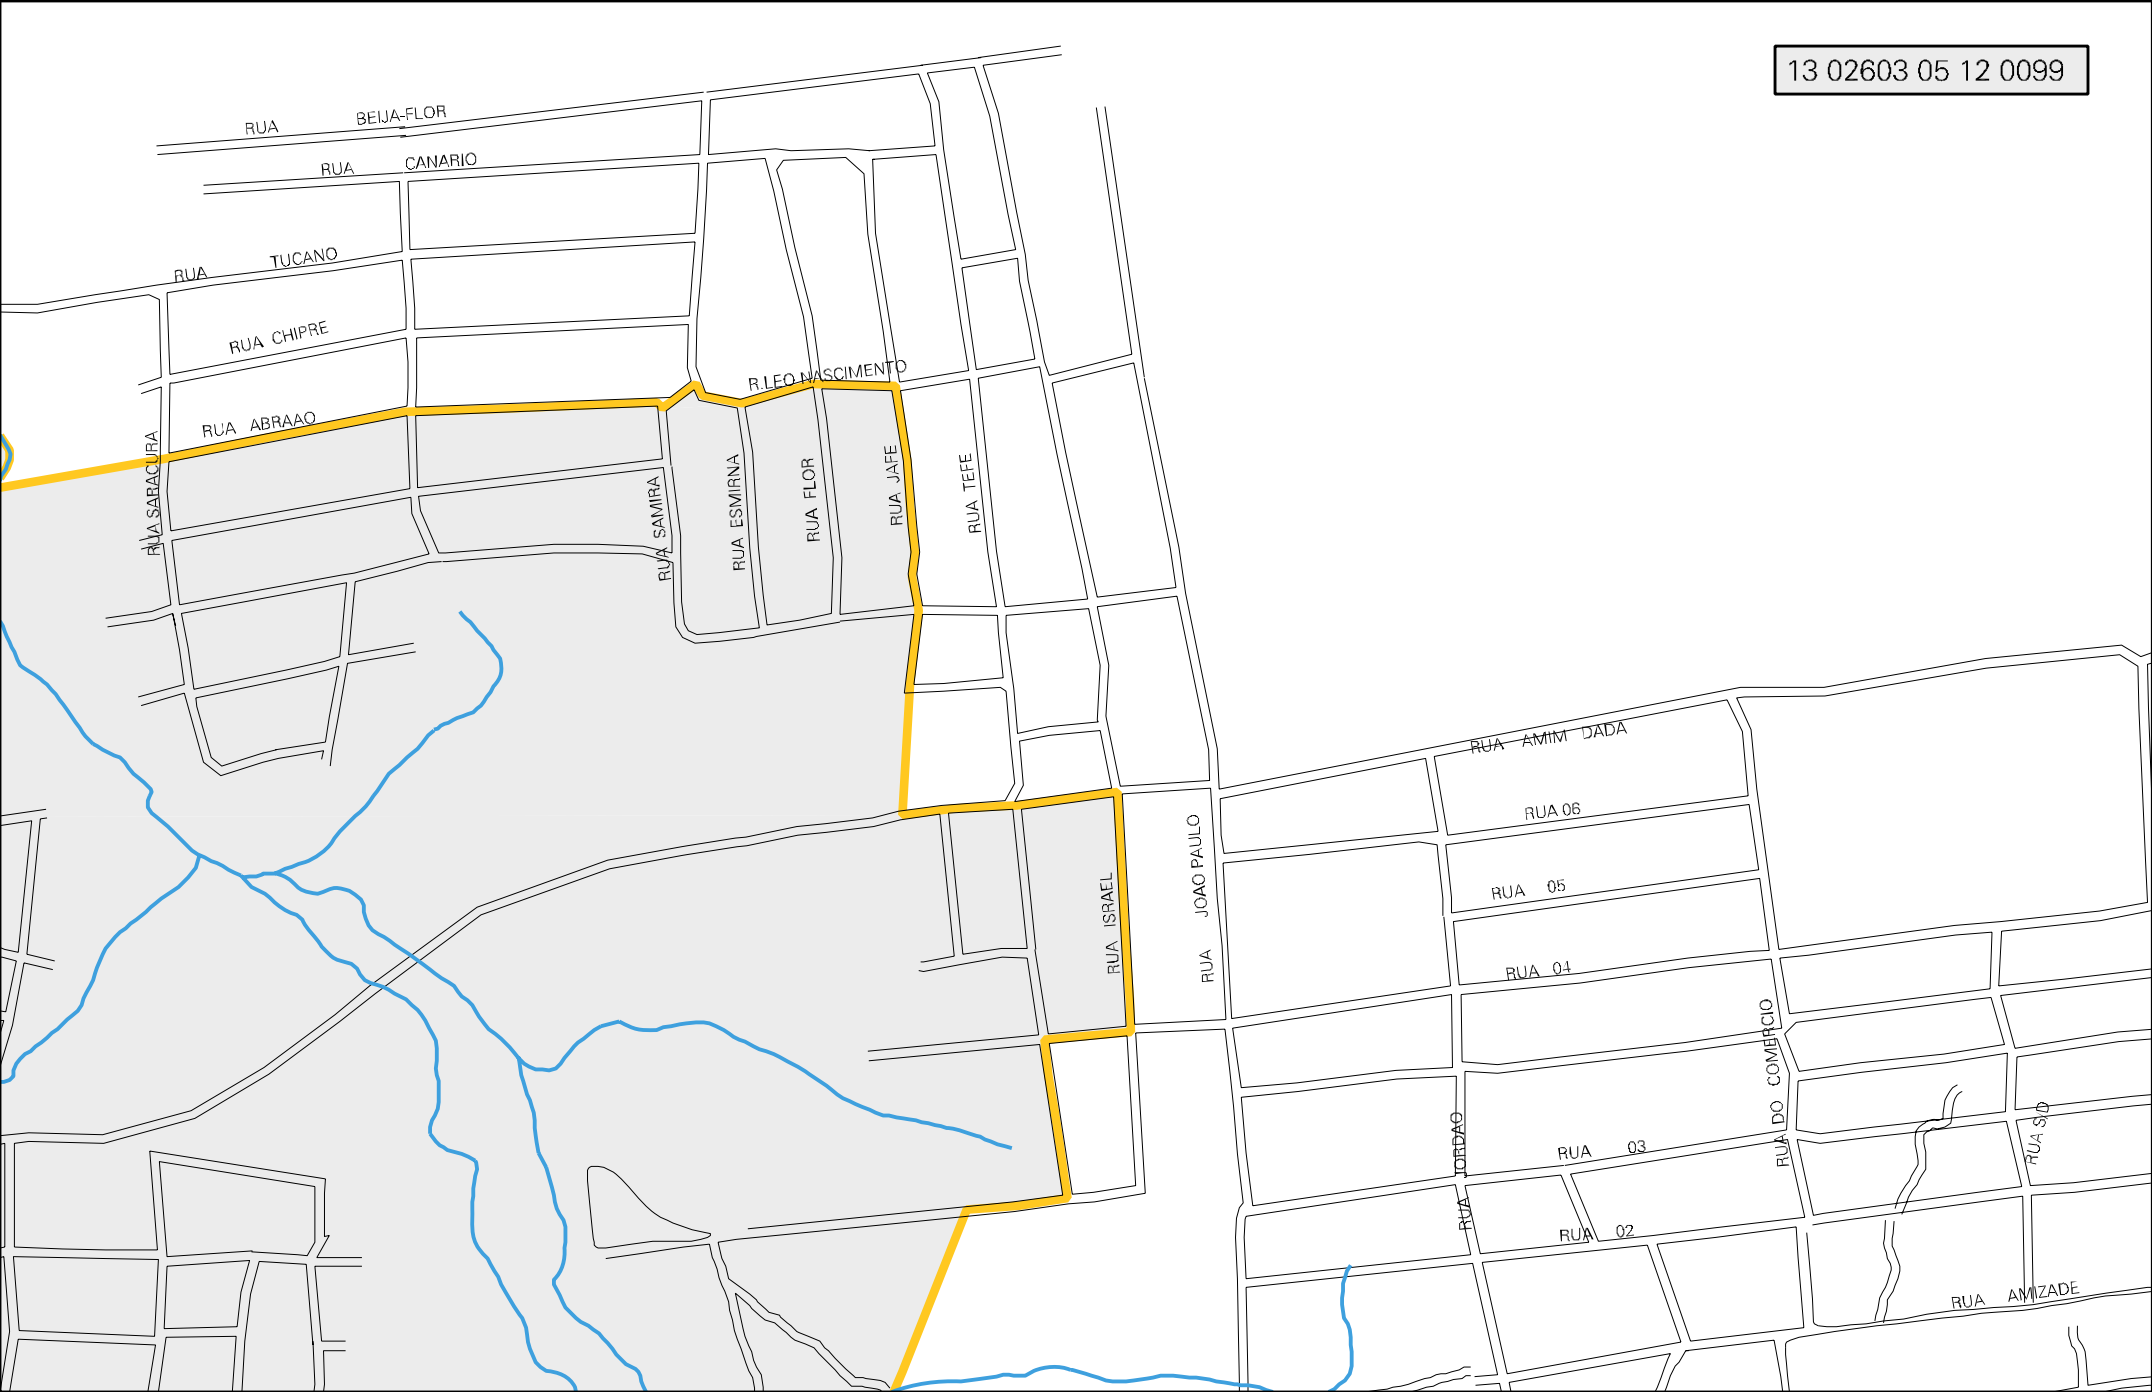 13 02603 05 12 0099
RUA BEIJA-FLOR
RUA CANARIO
RUA TUCANO
RUA CHIPRE
R.LEO NASCIMENTO
RUA ABRAAO
RUA SARACURA
RUA SAMIRA
RUA ESMIRNA
RUA FLOR
RUA JAFE
RUA TEFE
RUA AMIM DADA
RUA 06
RUA JOAO PAULO
RUA ISRAEL
RUA 05
RUA 04
RUA DO COMERCIO
RUA JORDAO
RUA 03
RUA S/D
RUA 02
RUA AMIZADE